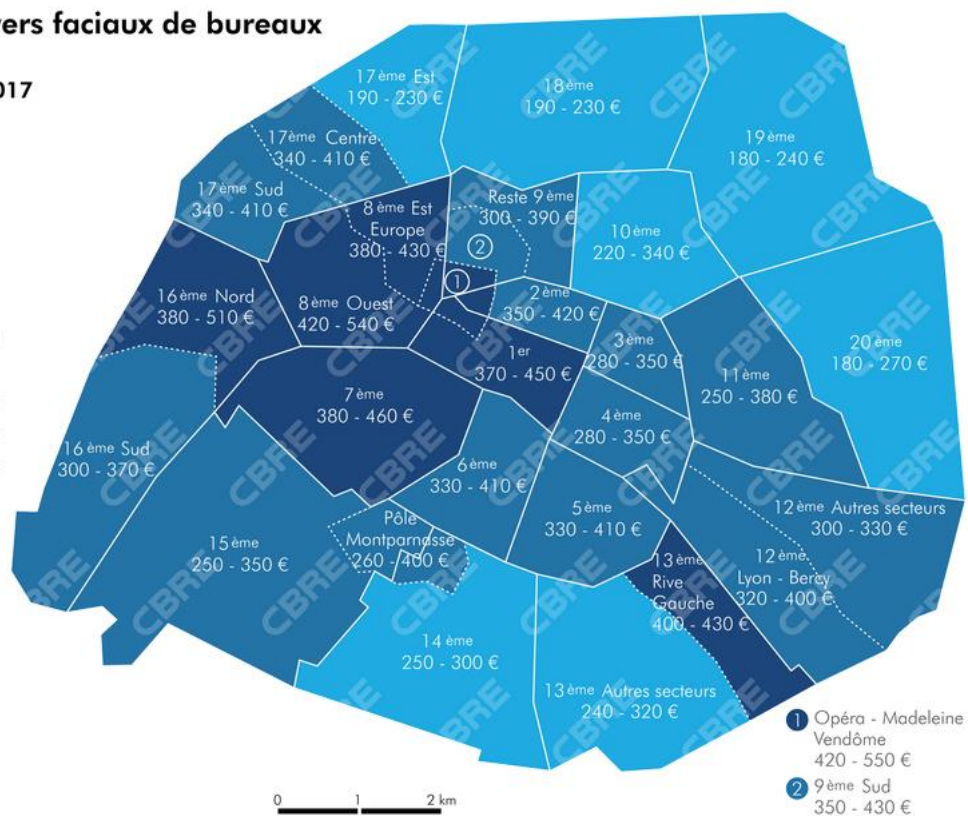 ers faciaux de bureaux
017
17ème Est
190 - 230 €
18ème
190 - 230 €
19ème
180 - 240 €
17ème Centre
340 - 410 €
17ème Sud
340 - 410 €
8ème Est
Europe
380 - 430 €
Reste 9ème
300 - 390 €
2
10ème
220 - 340 €
1
16ème Nord
380 - 510 €
8ème Ouest
420 - 540 €
2ème
350 - 420 €
1er
370 - 450 €
3ème
280 - 350 €
20ème
180 - 270 €
11ème
250 - 380 €
7ème
380 - 460 €
4ème
280 - 350 €
16ème Sud
300 - 370 €
6ème
330 - 410 €
5ème
330 - 410 €
12ème Autres secteurs
300 - 330 €
Pôle
Montparnasse
260 - 400 €
15ème
250 - 350 €
12ème
Lyon - Bercy
320 - 400 €
13ème
Rive
Gauche
400 - 430 €
14ème
250 - 300 €
13ème Autres secteurs
240 - 320 €
1 Opéra - Madeleine
Vendôme
420 - 550 €
2 9ème Sud
350 - 430 €
0 1 2 km
CBRE